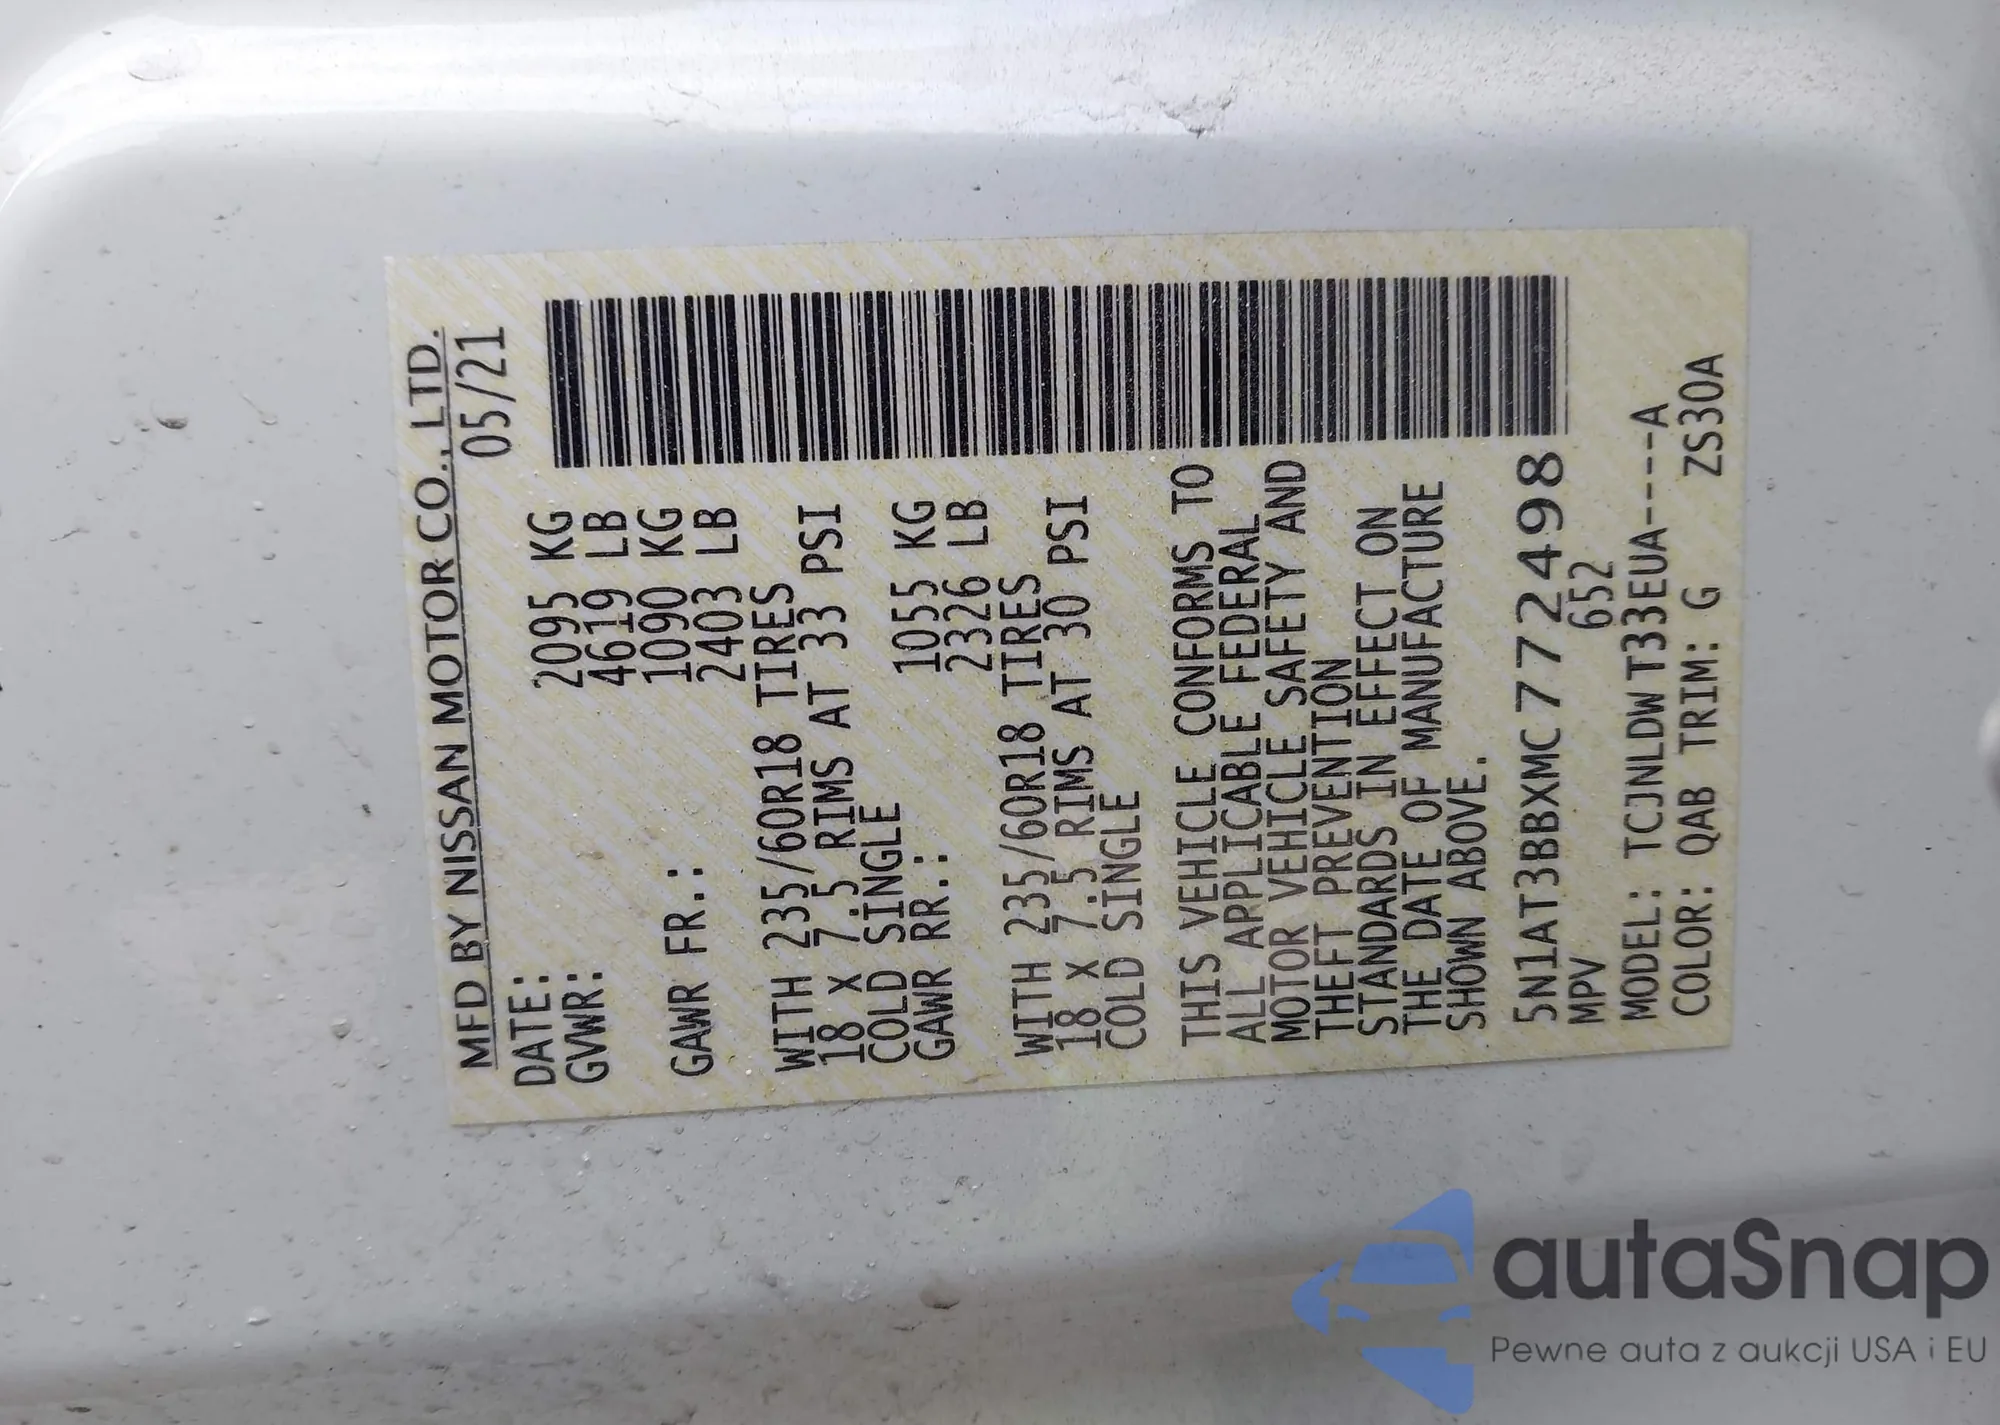 MFD BY NISSAN MOTOR CO., LTD.
DATE: 05/21
GVWR: 2095 KG
4619 LB
GAWR FR.: 1090 KG
2403 LB
WITH 235/60R18 TIRES
18 X 7.5 RIMS AT 33 PSI
COLD SINGLE
GAWR RR.: 1055 KG
2326 LB
WITH 235/60R18 TIRES
18 X 7.5 RIMS AT 30 PSI
COLD SINGLE
THIS VEHICLE CONFORMS TO
ALL APPLICABLE FEDERAL
MOTOR VEHICLE SAFETY AND
THEFT PREVENTION
STANDARDS IN EFFECT ON
THE DATE OF MANUFACTURE
SHOWN ABOVE.
5N1AT3BBXMC772498
MPV 652
MODEL: TCJNLDW T33EUA----A
COLOR: QAB TRIM: G ZS30A
autaSnap
Pewne auta z aukcji USA i EU